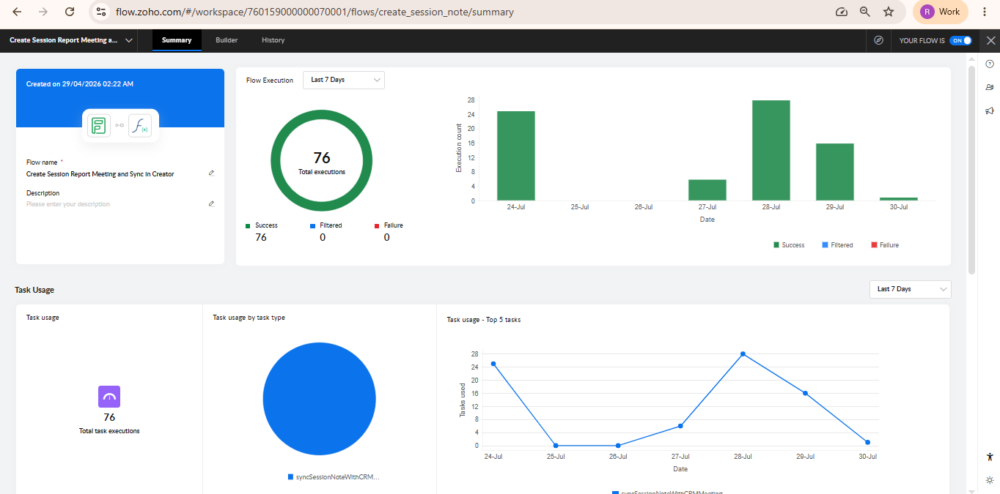 flow.zoho.com/#/workspace/760159000000070001/flows/create_session_note/summary
R Work
Create Session Report Meeting a...
Summary
Builder
History
YOUR FLOW IS ON
Created on 29/04/2026 02:22 AM
Flow name *
Create Session Report Meeting and Sync in Creator
Description
Please enter your description
Flow Execution
Last 7 Days
76
Total executions
Success
76
Filtered
0
Failure
0
Execution count
28
24
20
16
12
8
4
0
24-Jul
25-Jul
26-Jul
27-Jul
28-Jul
29-Jul
30-Jul
Date
Success
Filtered
Failure
Task Usage
Last 7 Days
Task usage
76
Total task executions
Task usage by task type
syncSessionNoteWithCRM...
Task usage - Top 5 tasks
Tasks used
28
24
20
16
12
8
4
0
24-Jul
25-Jul
26-Jul
27-Jul
28-Jul
29-Jul
30-Jul
Date
syncSessionNoteWithCRMMeeting